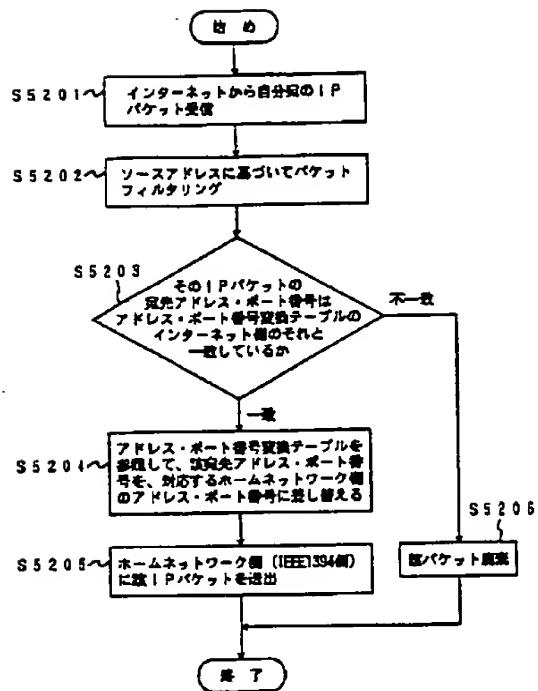 始め
S5201
インターネットから自分宛のIP
パケット受信
S5202
ソースアドレスに基づいてパケット
フィルタリング
S5203
そのIPパケットの
宛先アドレス・ポート番号は
アドレス・ポート番号変換テーブルの
インターネット側のそれと
一致しているか
不一致
一致
S5204
アドレス・ポート番号変換テーブルを
参照して、該宛先アドレス・ポート番
号を、対応するホームネットワーク側
のアドレス・ポート番号に差し替える
S5206
該パケット廃棄
S5205
ホームネットワーク側(IEEE1394側)
に該IPパケットを送出
終了